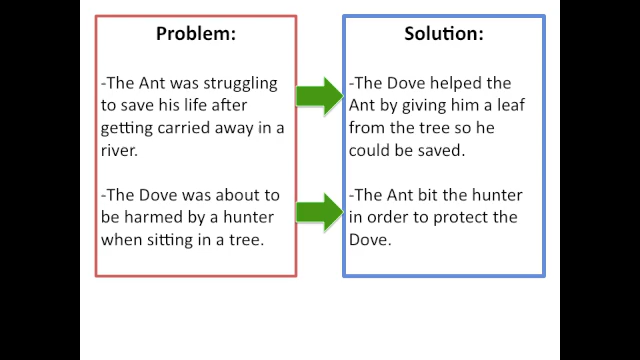 Problem:
-The Ant was struggling
to save his life after
getting carried away in a
river.
-The Dove was about to
be harmed by a hunter
when sitting in a tree.
Solution:
-The Dove helped the
Ant by giving him a leaf
from the tree so he
could be saved.
-The Ant bit the hunter
in order to protect the
Dove.